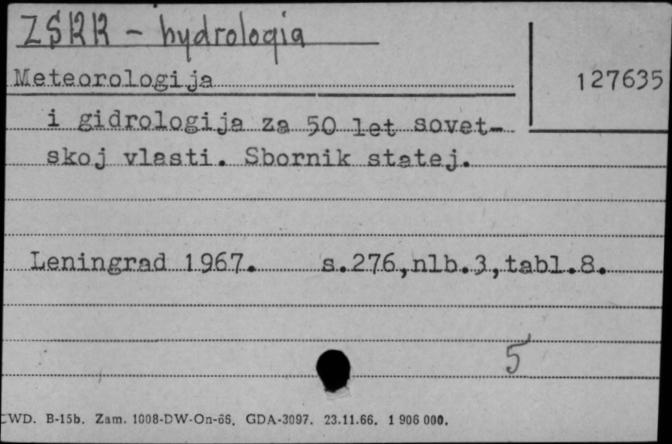 ZSRR - hydrologia
Meteorologija
127635
i gidrologija za 50 let sovet-
skoj vlasti. Sbornik statej.
Leningrad 1967. s.276,nlb.3,tabl.8.
5
CWD. B-15b. Zam. 1008-DW-On-66. GDA-3097. 23.11.66. 1 906 000.